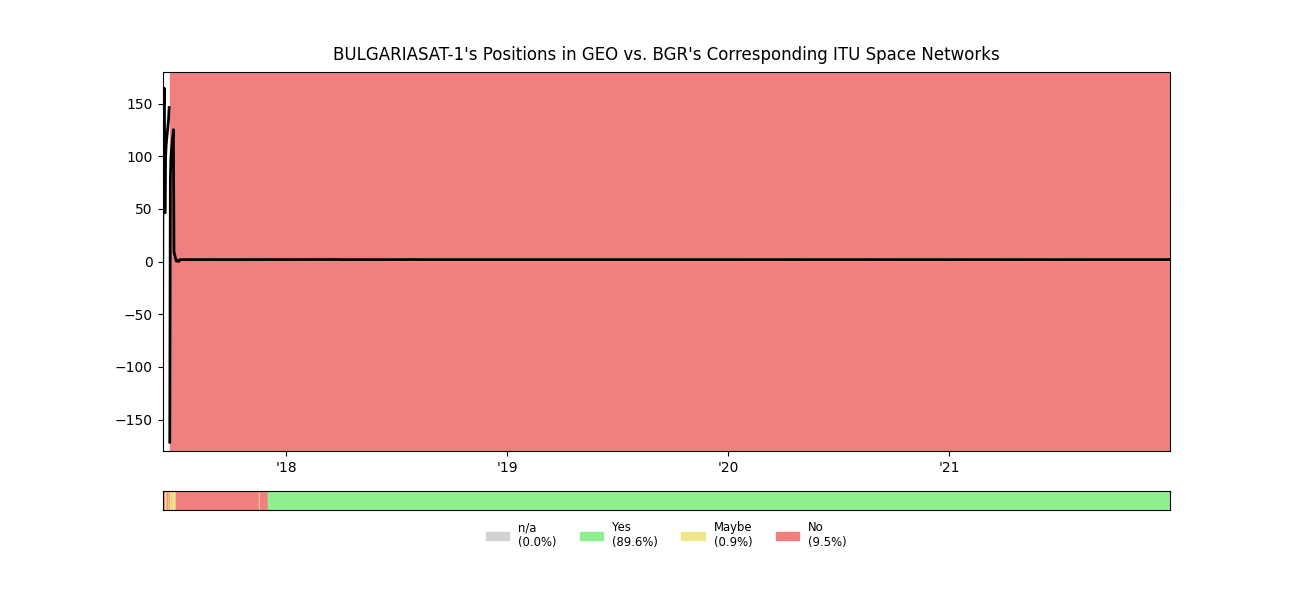 BULGARIASAT-1's Positions in GEO vs. BGR's Corresponding ITU Space Networks
150
100
50
0
−50
−100
−150
'18 '19 '20 '21
n/a Yes Maybe No
(0.0%) (89.6%) (0.9%) (9.5%)